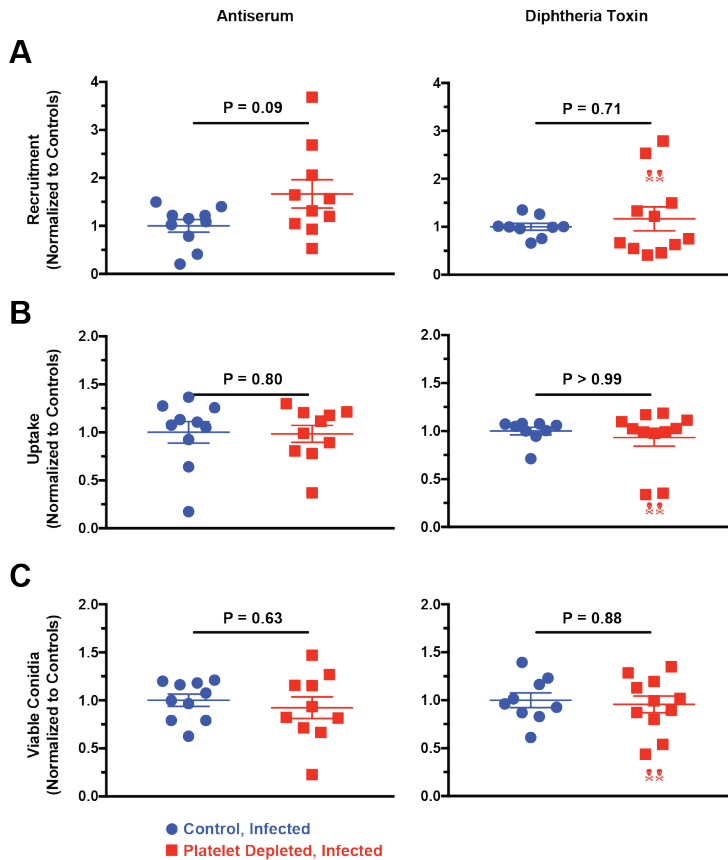 Antiserum
Diphtheria Toxin
A
Recruitment
(Normalized to Controls)
4
3
2
1
0
P = 0.09
4
3
2
1
0
P = 0.71
B
Uptake
(Normalized to Controls)
2.0
1.5
1.0
0.5
0.0
P = 0.80
2.0
1.5
1.0
0.5
0.0
P > 0.99
C
Viable Conidia
(Normalized to Controls)
2.0
1.5
1.0
0.5
0.0
P = 0.63
2.0
1.5
1.0
0.5
0.0
P = 0.88
Control, Infected
Platelet Depleted, Infected